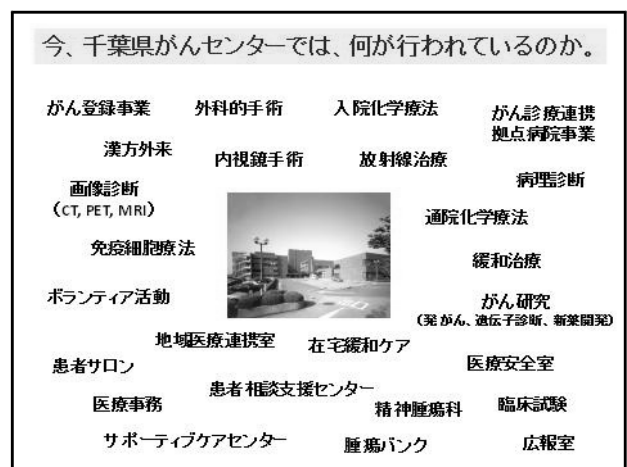 今、千葉県がんセンターでは、何が行われているのか。
がん登録事業
外科的手術
入院化学療法
がん診療連携
拠点病院事業
漢方外来
内視鏡手術
放射線治療
病理診断
画像診断
（CT, PET, MRI）
通院化学療法
免疫細胞療法
緩和治療
ボランティア活動
がん研究
（発がん、遺伝子診断、新薬開発）
地域医療連携室
在宅緩和ケア
患者サロン
医療安全室
患者相談支援センター
医療事務
精神腫瘍科
臨床試験
サポーティブケアセンター
腫瘍バンク
広報室